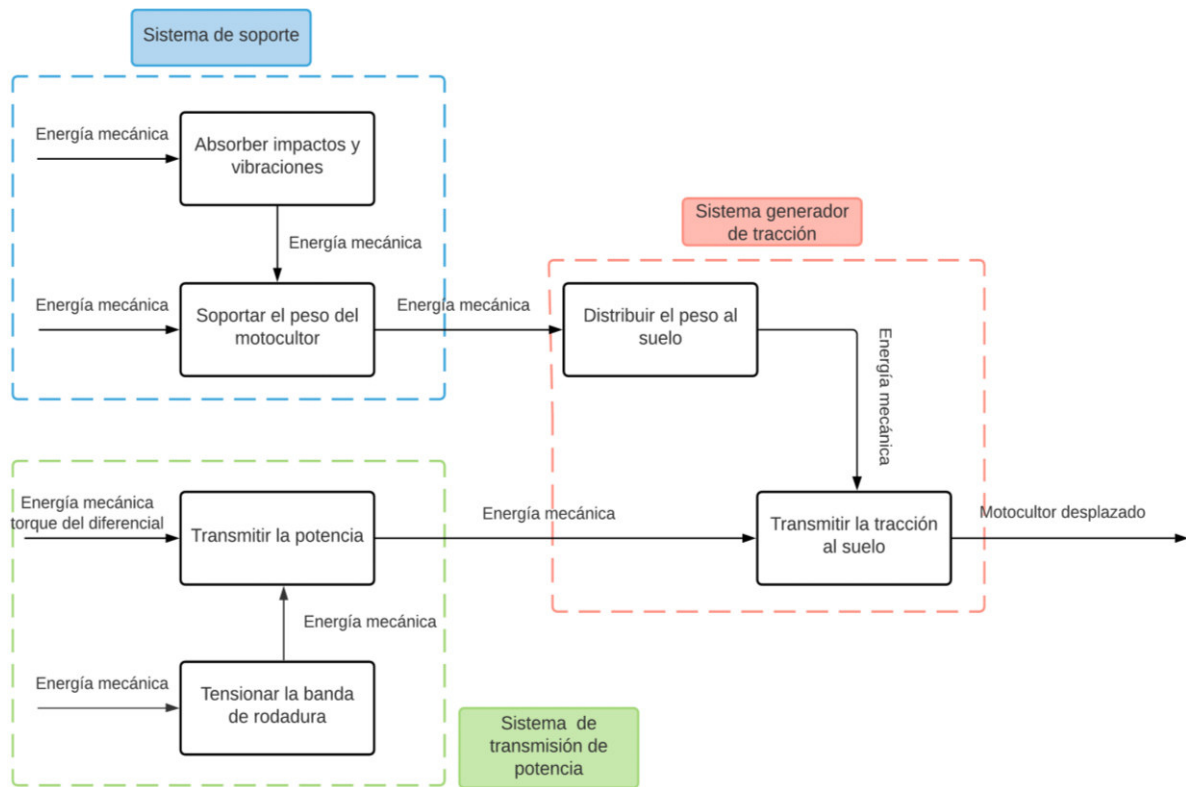 Sistema de soporte
Energía mecánica
Absorber impactos y
vibraciones
Energía mecánica
Energía mecánica
Soportar el peso del
motocultor
Energía mecánica
Sistema generador
de tracción
Distribuir el peso al
suelo
Energía mecánica
Energía mecánica
torque del diferencial
Transmitir la potencia
Energía mecánica
Transmitir la tracción
al suelo
Motocultor desplazado
Energía mecánica
Energía mecánica
Tensionar la banda
de rodadura
Sistema de
transmisión de
potencia